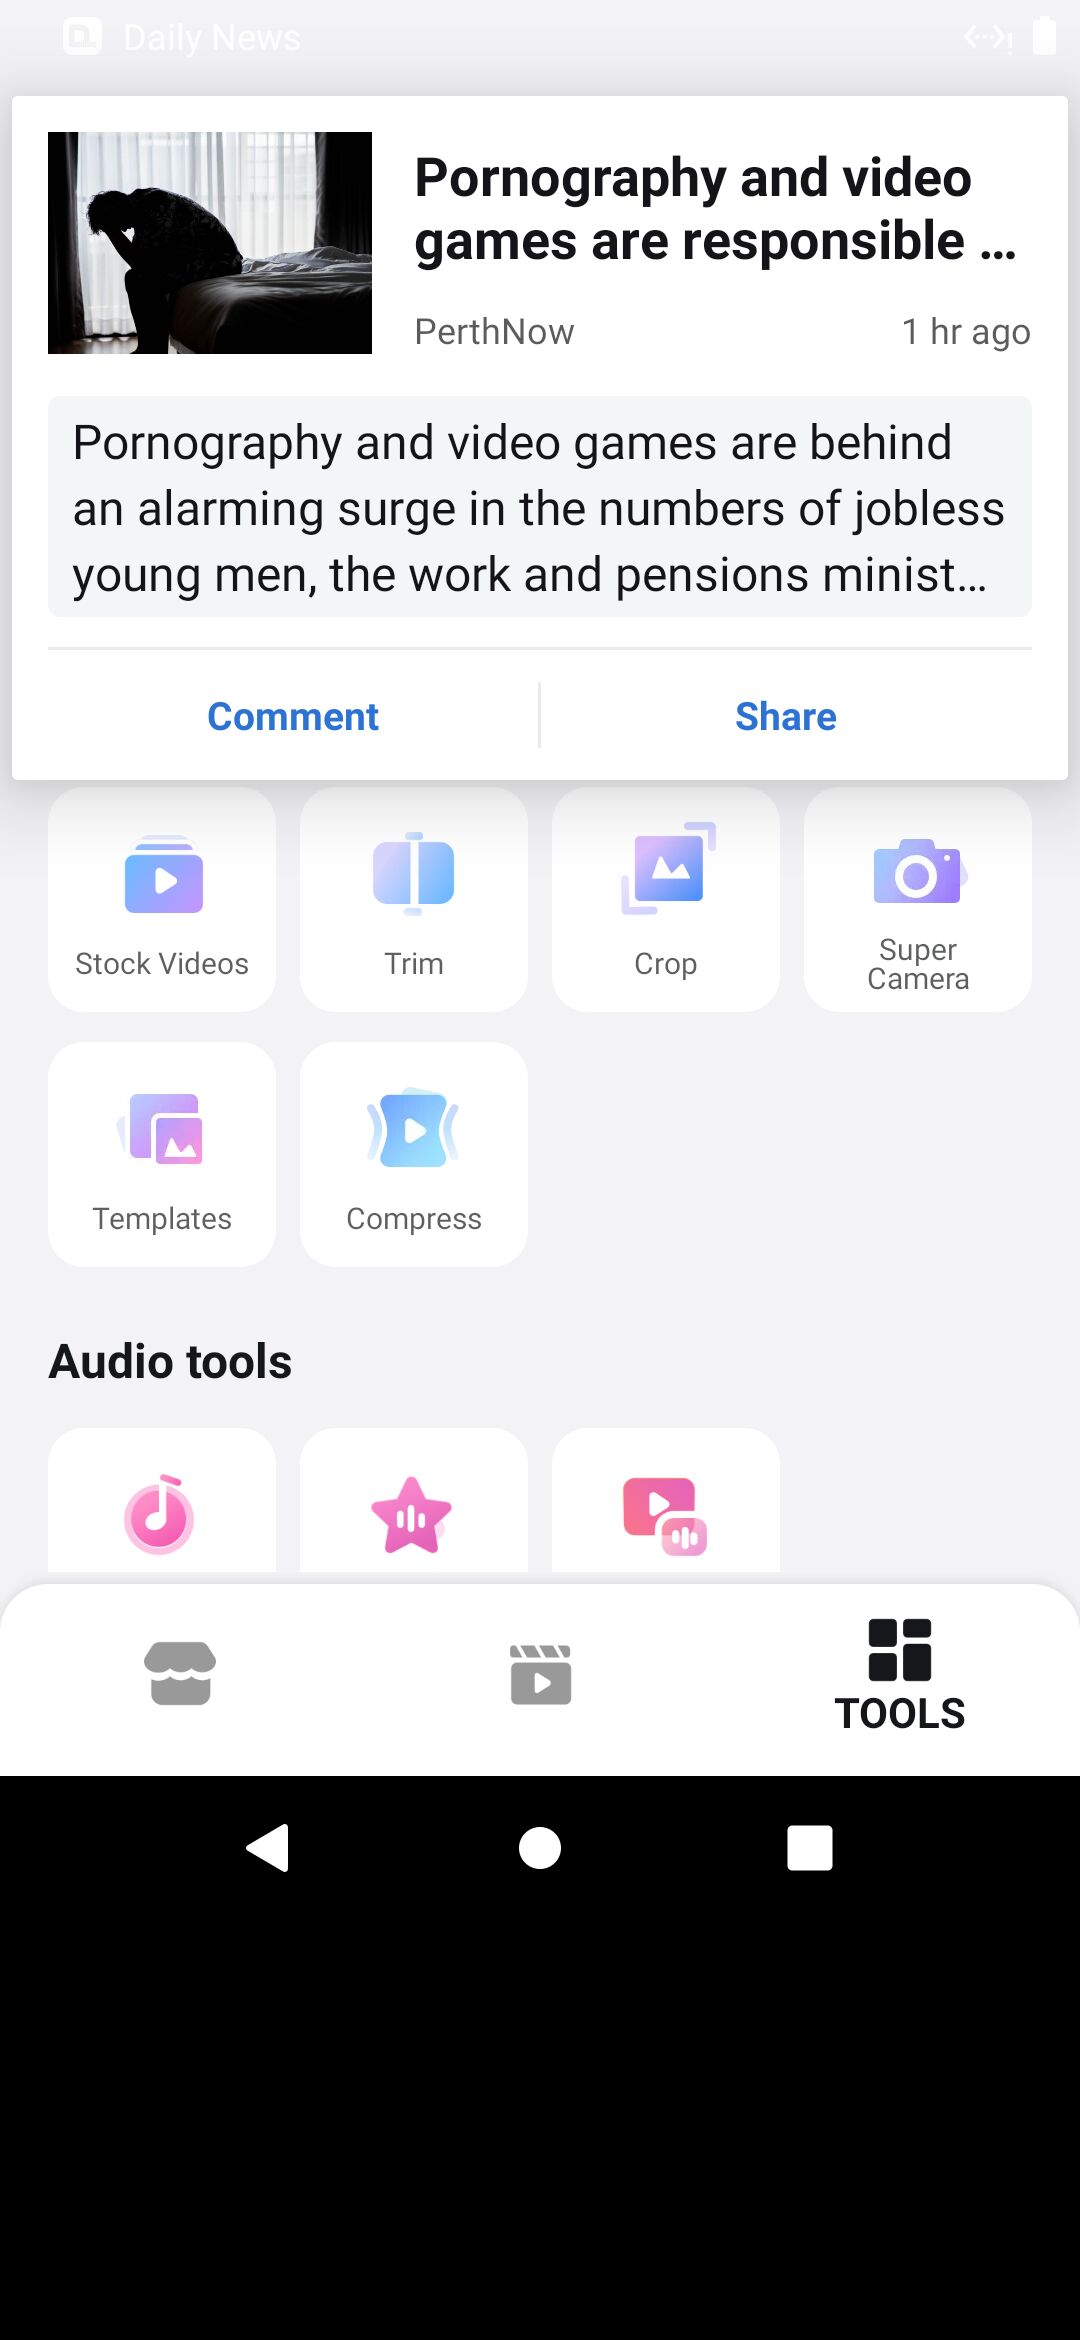 Daily News
Pornography and video
games are responsible ...
PerthNow
1 hr ago
Pornography and video games are behind
an alarming surge in the numbers of jobless
young men, the work and pensions minist...
Comment
Share
Stock Videos
Trim
Crop
Super
Camera
Templates
Compress
Audio tools
TOOLS